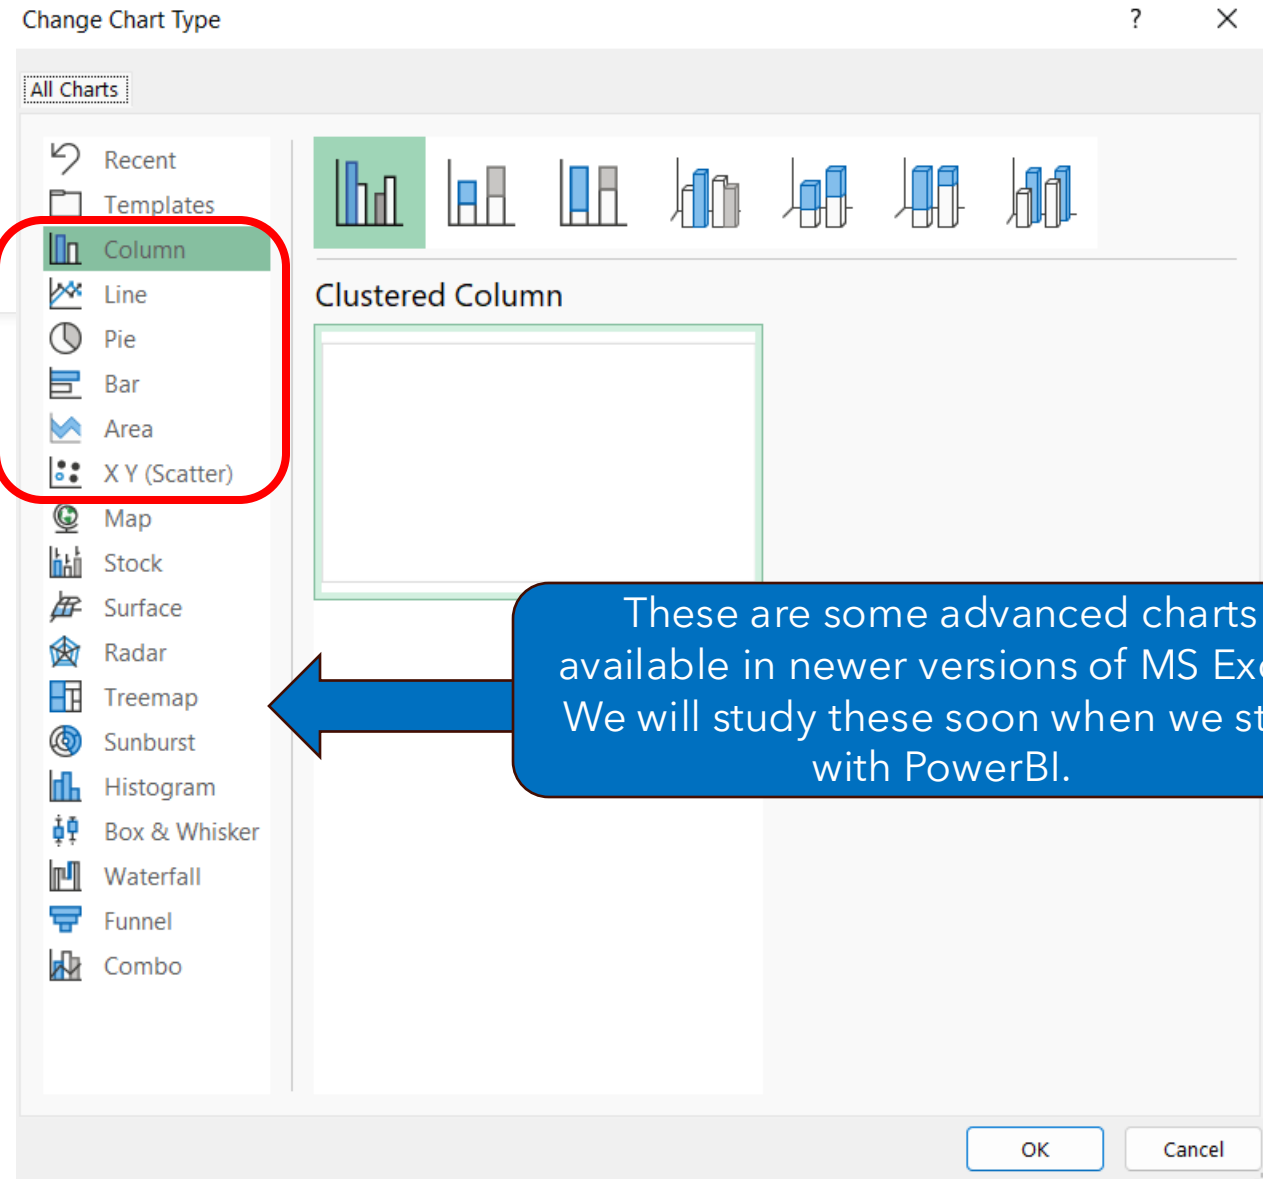 Change Chart Type
?
All Charts
Recent
Templates
Column
Line
Pie
Bar
Area
X Y (Scatter)
Map
Stock
Surface
Radar
Treemap
Sunburst
Histogram
Box & Whisker
Waterfall
Funnel
Combo
Clustered Column
These are some advanced charts
available in newer versions of MS
We will study these soon when we
with PowerBI.
OK
Cancel